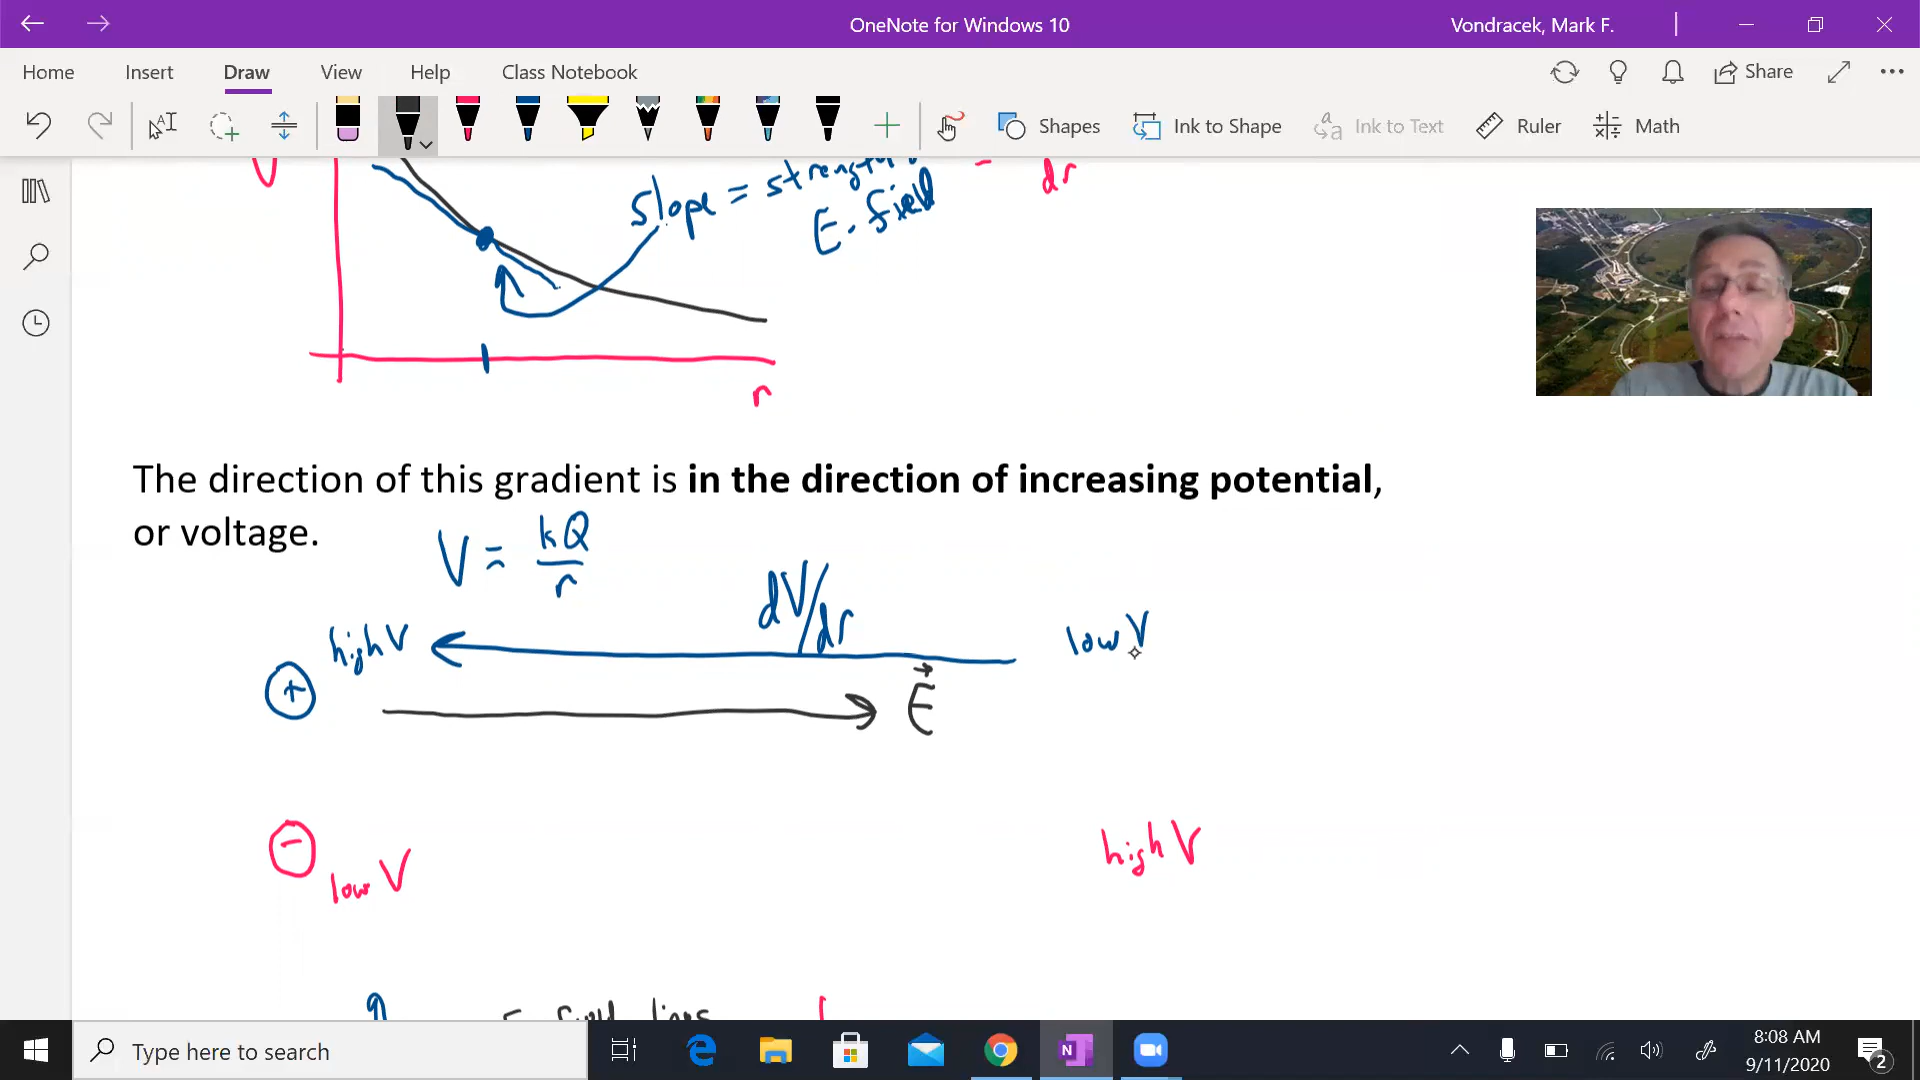 OneNote for Windows 10
Vondracek, Mark F.
Home Insert Draw View Help Class Notebook
Share
Shapes Ink to Shape Ink to Text Ruler Math
V
slope = strength
E-field
dr
r
The direction of this gradient is in the direction of increasing potential,
or voltage.
V = kQ/r
dV/dr
high V
low V
+
E
−
low V
high V
lines
Type here to search
8:08 AM
9/11/2020
2